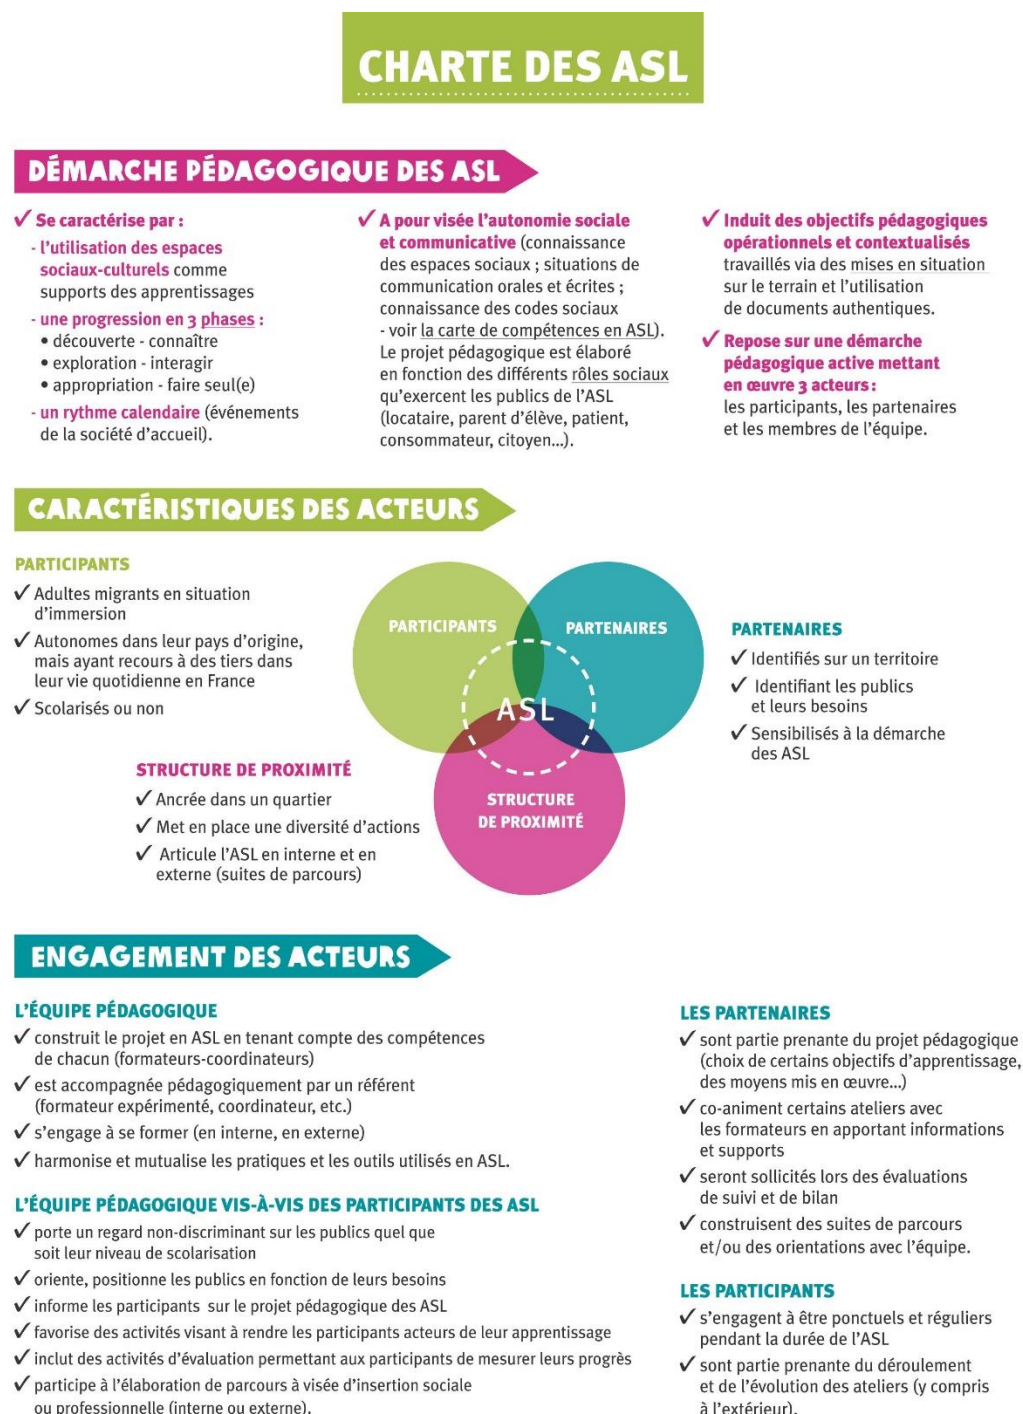 CHARTE DES ASL
DÉMARCHE PÉDAGOGIQUE DES ASL
✓ Se caractérise par :
- l'utilisation des espaces
sociaux-culturels comme
supports des apprentissages
- une progression en 3 phases :
• découverte - connaître
• exploration - interagir
• appropriation - faire seul(e)
- un rythme calendaire (événements
de la société d'accueil).
✓ A pour visée l'autonomie sociale
et communicative (connaissance
des espaces sociaux ; situations de
communication orales et écrites ;
connaissance des codes sociaux
- voir la carte de compétences en ASL).
Le projet pédagogique est élaboré
en fonction des différents rôles sociaux
qu'exercent les publics de l'ASL
(locataire, parent d'élève, patient,
consommateur, citoyen...).
✓ Induit des objectifs pédagogiques
opérationnels et contextualisés
travaillés via des mises en situation
sur le terrain et l'utilisation
de documents authentiques.
✓ Repose sur une démarche
pédagogique active mettant
en œuvre 3 acteurs :
les participants, les partenaires
et les membres de l'équipe.
CARACTÉRISTIQUES DES ACTEURS
PARTICIPANTS
✓ Adultes migrants en situation
d'immersion
✓ Autonomes dans leur pays d'origine,
mais ayant recours à des tiers dans
leur vie quotidienne en France
✓ Scolarisés ou non
STRUCTURE DE PROXIMITÉ
✓ Ancrée dans un quartier
✓ Met en place une diversité d'actions
✓ Articule l'ASL en interne et en
externe (suites de parcours)
PARTICIPANTS
PARTENAIRES
ASL
STRUCTURE
DE PROXIMITÉ
PARTENAIRES
✓ Identifiés sur un territoire
✓ Identifiant les publics
et leurs besoins
✓ Sensibilisés à la démarche
des ASL
ENGAGEMENT DES ACTEURS
L'ÉQUIPE PÉDAGOGIQUE
✓ construit le projet en ASL en tenant compte des compétences
de chacun (formateurs-coordinateurs)
✓ est accompagnée pédagogiquement par un référent
(formateur expérimenté, coordinateur, etc.)
✓ s'engage à se former (en interne, en externe)
✓ harmonise et mutualise les pratiques et les outils utilisés en ASL.
L'ÉQUIPE PÉDAGOGIQUE VIS-À-VIS DES PARTICIPANTS DES ASL
✓ porte un regard non-discriminant sur les publics quel que
soit leur niveau de scolarisation
✓ oriente, positionne les publics en fonction de leurs besoins
✓ informe les participants sur le projet pédagogique des ASL
✓ favorise des activités visant à rendre les participants acteurs de leur apprentissage
✓ inclut des activités d'évaluation permettant aux participants de mesurer leurs progrès
✓ participe à l'élaboration de parcours à visée d'insertion sociale
ou professionnelle (interne ou externe).
LES PARTENAIRES
✓ sont partie prenante du projet pédagogique
(choix de certains objectifs d'apprentissage,
des moyens mis en œuvre...)
✓ co-animent certains ateliers avec
les formateurs en apportant informations
et supports
✓ seront sollicités lors des évaluations
de suivi et de bilan
✓ construisent des suites de parcours
et/ou des orientations avec l'équipe.
LES PARTICIPANTS
✓ s'engagent à être ponctuels et réguliers
pendant la durée de l'ASL
✓ sont partie prenante du déroulement
et de l'évolution des ateliers (y compris
à l'extérieur).